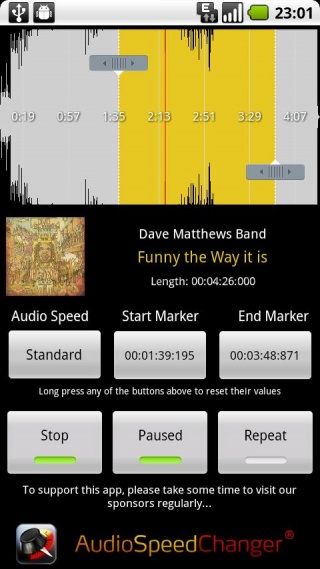 E 23:01
0:19 0:57 1:35 2:13 2:51 3:29 4:07
Dave Matthews Band
Funny the Way it is
Length: 00:04:26:000
Audio Speed Start Marker End Marker
Standard 00:01:39:195 00:03:48:871
Long press any of the buttons above to reset their values
Stop Paused Repeat
To support this app, please take some time to visit our
sponsors regularly...
AudioSpeedChanger®